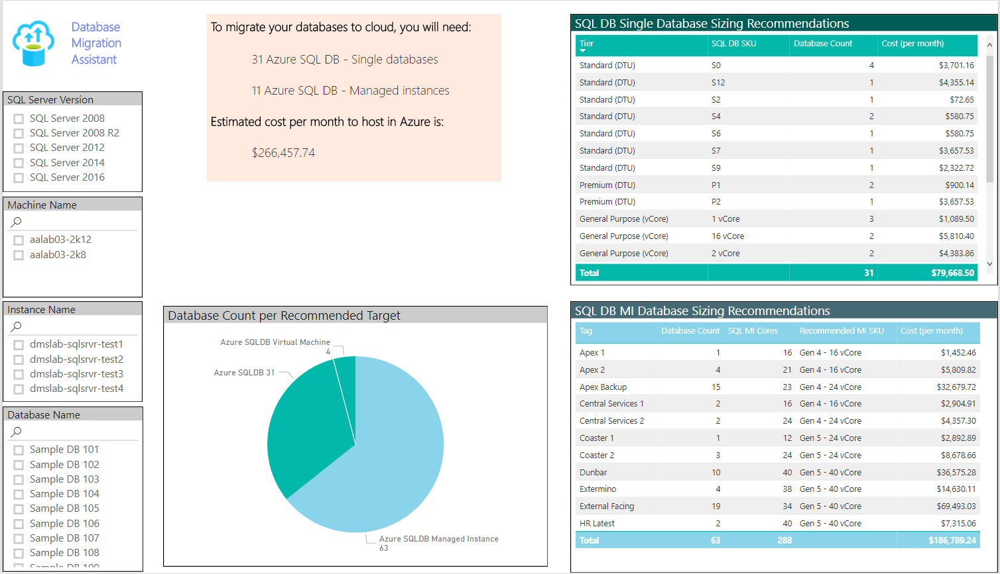 Database
Migration
Assistant
To migrate your databases to cloud, you will need:
31 Azure SQL DB - Single databases
11 Azure SQL DB - Managed instances
Estimated cost per month to host in Azure is:
$266,457.74
SQL Server Version
SQL Server 2008
SQL Server 2008 R2
SQL Server 2012
SQL Server 2014
SQL Server 2016
Machine Name
aalab03-2k12
aalab03-2k8
Instance Name
dmslab-sqlsrvr-test1
dmslab-sqlsrvr-test2
dmslab-sqlsrvr-test3
dmslab-sqlsrvr-test4
Database Name
Sample DB 101
Sample DB 102
Sample DB 103
Sample DB 104
Sample DB 105
Sample DB 106
Sample DB 107
Sample DB 108
Sample DB 109
Database Count per Recommended Target
Azure SQLDB Virtual Machine
4
Azure SQLDB 31
Azure SQLDB Managed Instance
63
SQL DB Single Database Sizing Recommendations
Tier SQL DB SKU Database Count Cost (per month)
Standard (DTU) S0 4 $3,701.16
Standard (DTU) S12 1 $4,355.14
Standard (DTU) S2 1 $72.65
Standard (DTU) S4 2 $580.75
Standard (DTU) S6 1 $580.75
Standard (DTU) S7 1 $3,657.53
Standard (DTU) S9 1 $2,322.72
Premium (DTU) P1 2 $900.14
Premium (DTU) P2 1 $3,657.53
General Purpose (vCore) 1 vCore 3 $1,089.50
General Purpose (vCore) 16 vCore 2 $5,810.40
General Purpose (vCore) 2 vCore 2 $4,383.86
Total 31 $79,668.50
SQL DB MI Database Sizing Recommendations
Tag Database Count SQL MI Cores Recommended MI SKU Cost (per month)
Apex 1 1 16 Gen 4 - 16 vCore $1,452.46
Apex 2 4 21 Gen 4 - 16 vCore $5,809.82
Apex Backup 15 23 Gen 4 - 24 vCore $32,679.72
Central Services 1 2 16 Gen 4 - 16 vCore $2,904.91
Central Services 2 2 24 Gen 4 - 24 vCore $4,357.30
Coaster 1 1 12 Gen 5 - 24 vCore $2,892.89
Coaster 2 3 24 Gen 5 - 24 vCore $8,678.66
Dunbar 10 40 Gen 5 - 40 vCore $36,575.28
Extermino 4 38 Gen 5 - 40 vCore $14,630.11
External Facing 19 34 Gen 5 - 40 vCore $69,493.03
HR Latest 2 40 Gen 5 - 40 vCore $7,315.06
Total 63 288 $186,789.24